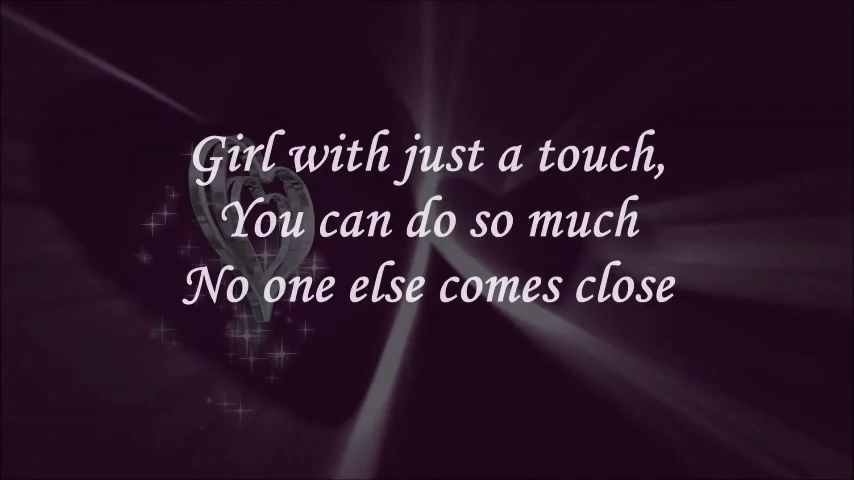 Girl with just a touch,
You can do so much
No one else comes close